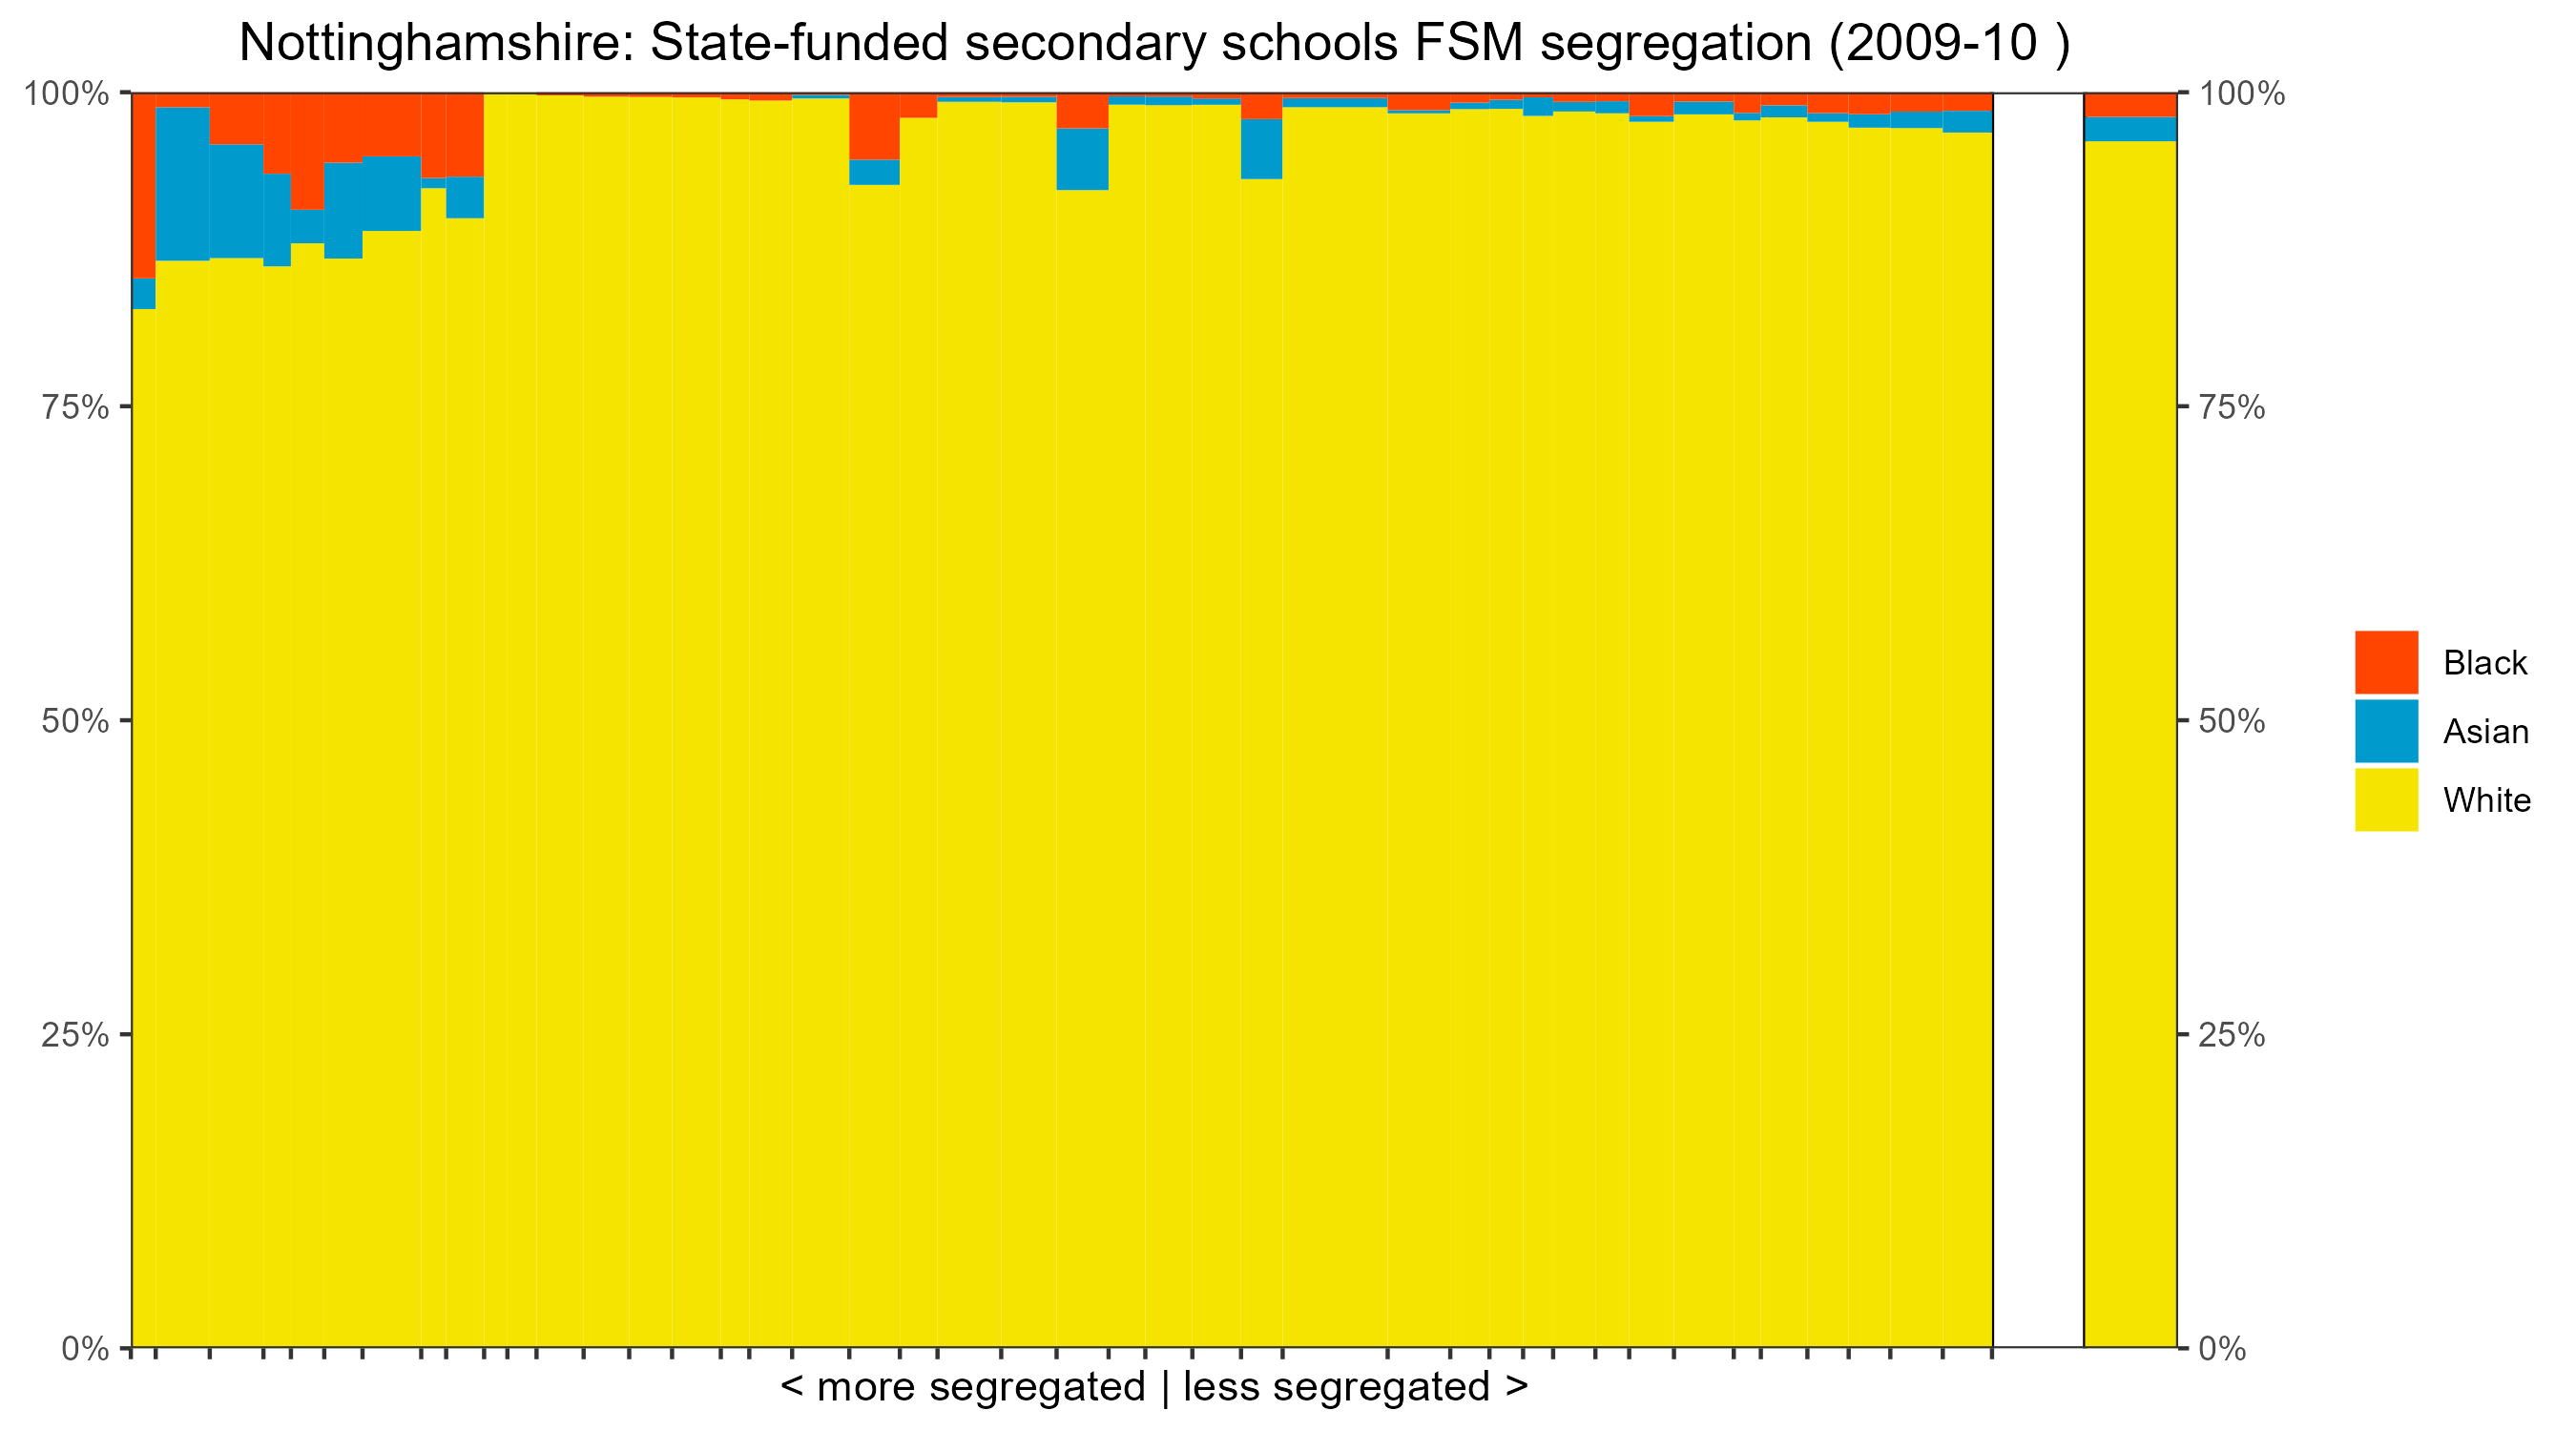 Nottinghamshire: State-funded secondary schools FSM segregation (2009-10 )
100%
75%
50%
25%
0%
100%
75%
50%
25%
0%
Black
Asian
White
< more segregated | less segregated >